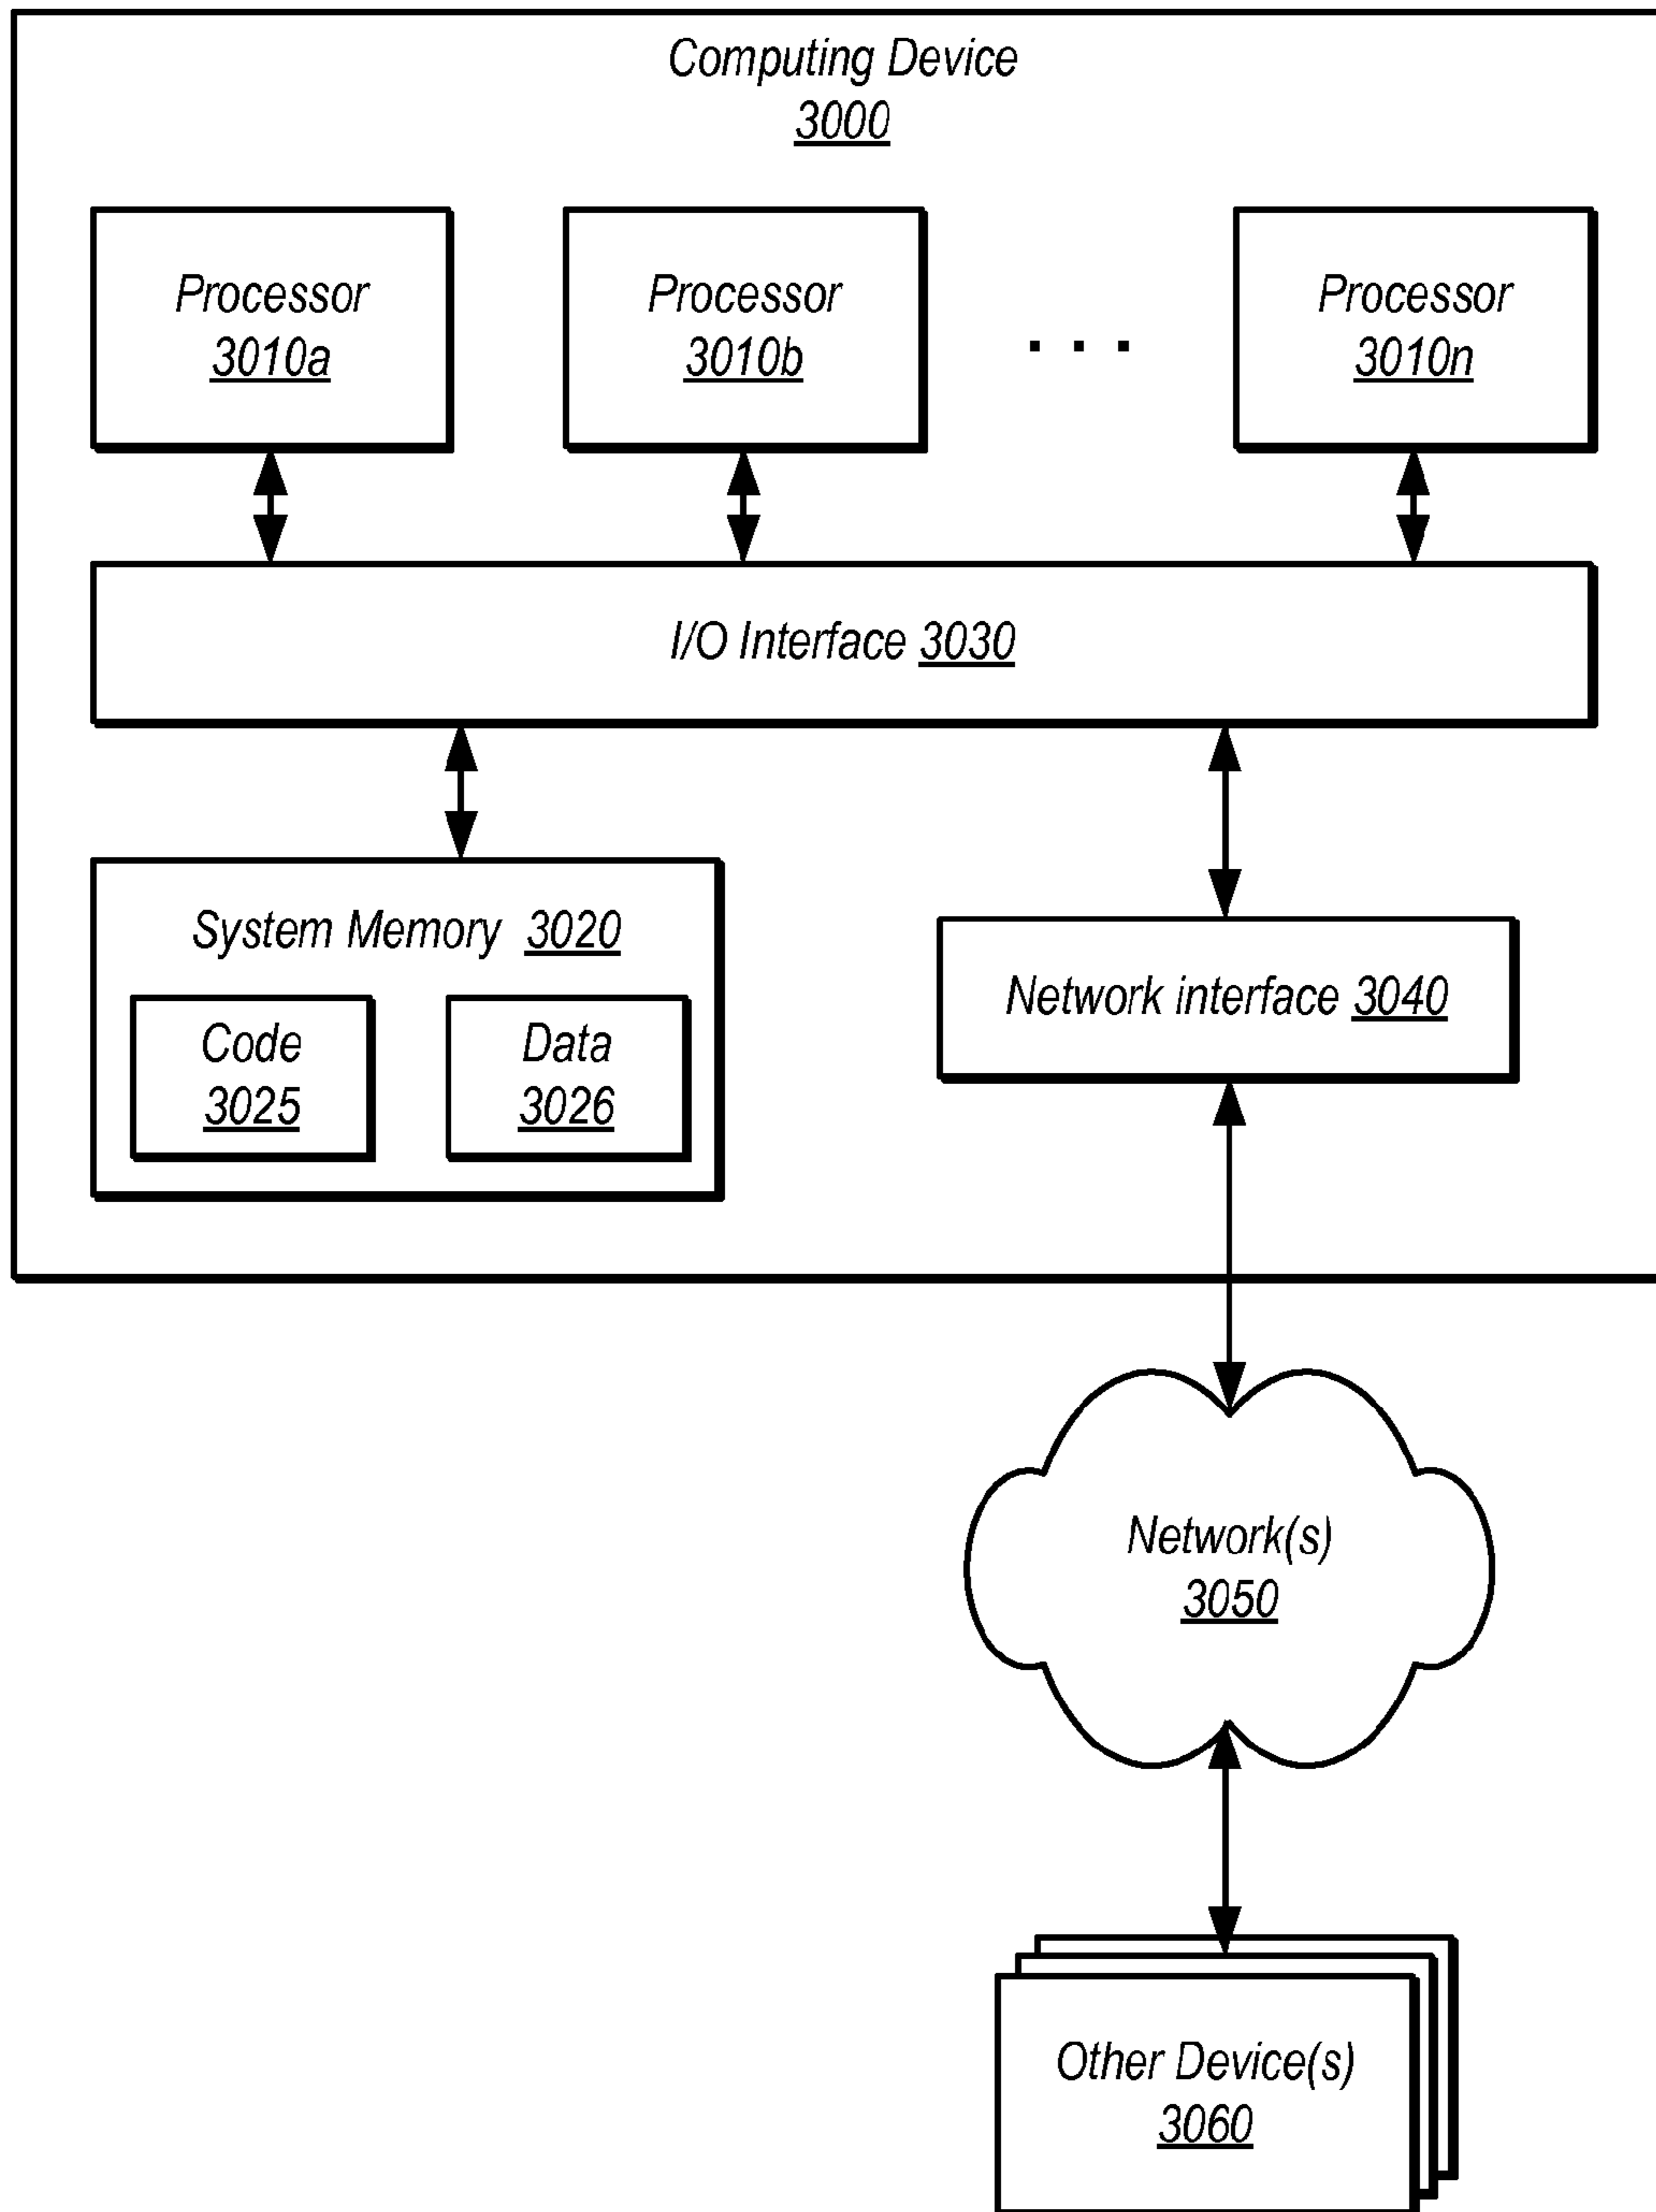 Computing Device
3000
Processor
3010a
Processor
3010b
. . .
Processor
3010n
I/O Interface 3030
System Memory 3020
Code
3025
Data
3026
Network interface 3040
Network(s)
3050
Other Device(s)
3060